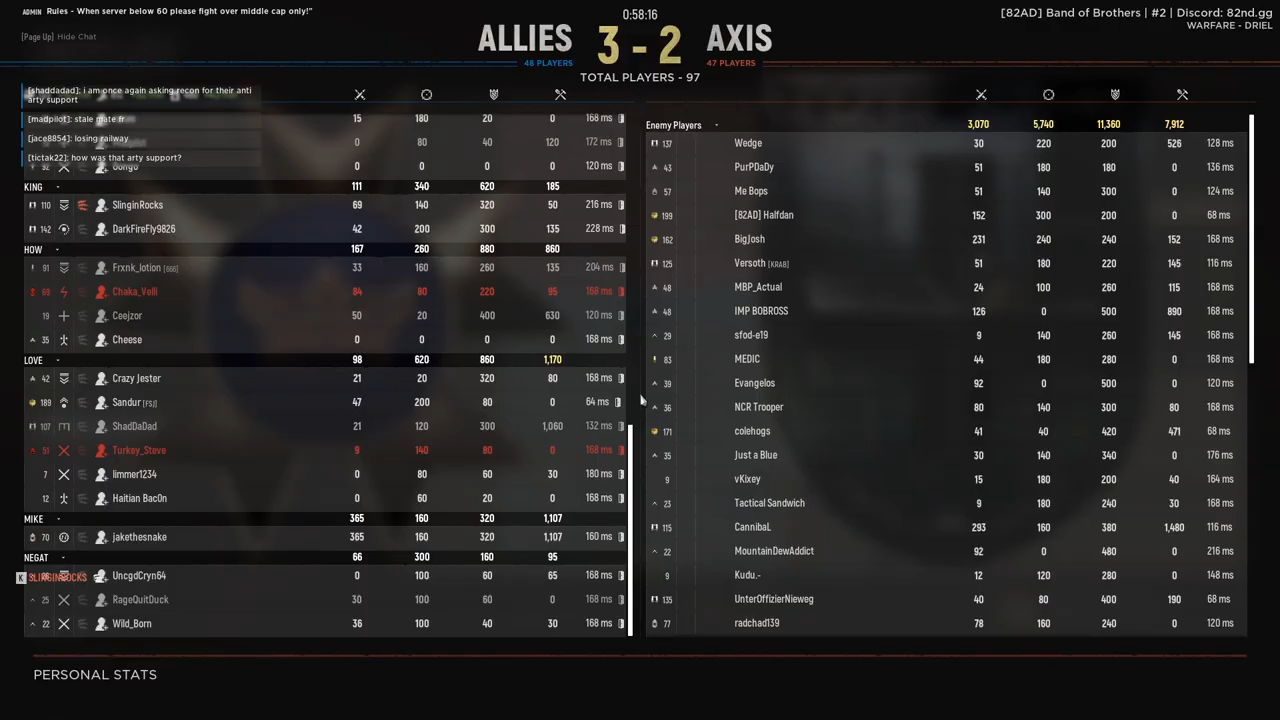 ADMIN Rules - When server below 60 please fight over middle cap only!"
[Page Up] Hide Chat
0:58:16
ALLIES 3 - 2 AXIS
48 PLAYERS 47 PLAYERS
TOTAL PLAYERS - 97
[82AD] Band of Brothers | #2 | Discord: 82nd.gg
WARFARE - DRIEL
[shaddadad]: i am once again asking recon for their anti
arty support
[madpilot]: stale mate fr
[jace8854]: losing railway
[tictak22]: how was that arty support?
15 180 20 0 168 ms
0 80 40 120 172 ms
0 0 0 0 120 ms
KING 111 340 620 185
110 SlinginRocks 69 140 320 50 216 ms
142 DarkFireFly9826 42 200 300 135 228 ms
HOW 167 260 880 860
91 Frxnk_lotion [666] 33 160 260 135 204 ms
Chaka_Velli 84 80 220 95 168 ms
19 Ceejzor 50 20 400 630 120 ms
35 Cheese 0 0 0 0 168 ms
LOVE 98 620 860 1,170
42 Crazy Jester 21 20 320 80 168 ms
189 Sandur [FSJ] 47 200 80 0 64 ms
107 ShadDaDad 21 120 300 1,060 132 ms
51 Turkey_Stove 9 140 80 0 168 ms
7 limmer1234 0 80 60 30 180 ms
12 Haitian Bac0n 0 60 20 0 168 ms
MIKE 365 160 320 1,107
70 jakethesnake 365 160 320 1,107 160 ms
NEGAT 66 300 160 95
K SLINGINROCKS UncgdCryn64 0 100 60 65 168 ms
25 RageQuitDuck 30 100 60 0 168 ms
22 Wild_Born 36 100 40 30 168 ms
Enemy Players 3,070 5,740 11,360 7,912
137 Wedge 30 220 200 526 128 ms
43 PurPDaDy 51 180 180 0 136 ms
57 Me Bops 51 140 300 0 124 ms
199 [82AD] Halfdan 152 300 200 0 68 ms
162 BigJosh 231 240 240 152 168 ms
125 Versoth [KRAB] 51 180 220 145 116 ms
48 MBP_Actual 24 100 260 115 168 ms
48 IMP BOBROSS 126 0 500 890 168 ms
29 sfod-e19 9 140 260 145 168 ms
83 MEDIC 44 180 280 0 168 ms
39 Evangelos 92 0 500 0 120 ms
36 NCR Trooper 80 140 300 80 168 ms
171 colehogs 41 40 420 471 68 ms
35 Just a Blue 30 140 340 0 176 ms
9 vKixey 15 180 200 40 164 ms
23 Tactical Sandwich 9 180 240 30 168 ms
115 CannibaL 293 160 380 1,480 116 ms
22 MountainDewAddict 92 0 480 0 216 ms
9 Kudu.- 12 120 280 0 148 ms
135 UnterOffizierNieweg 40 80 400 190 68 ms
77 radchad139 78 160 240 0 120 ms
PERSONAL STATS